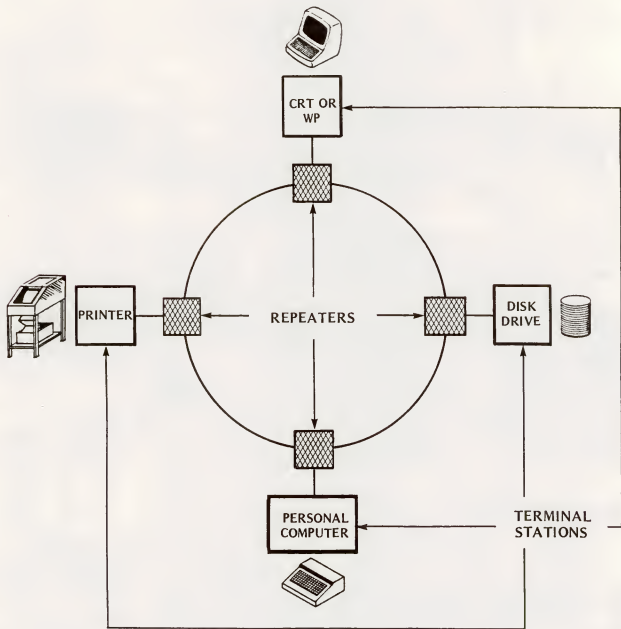 CRT OR
WP
PRINTER
REPEATERS
DISK
DRIVE
PERSONAL
COMPUTER
TERMINAL
STATIONS